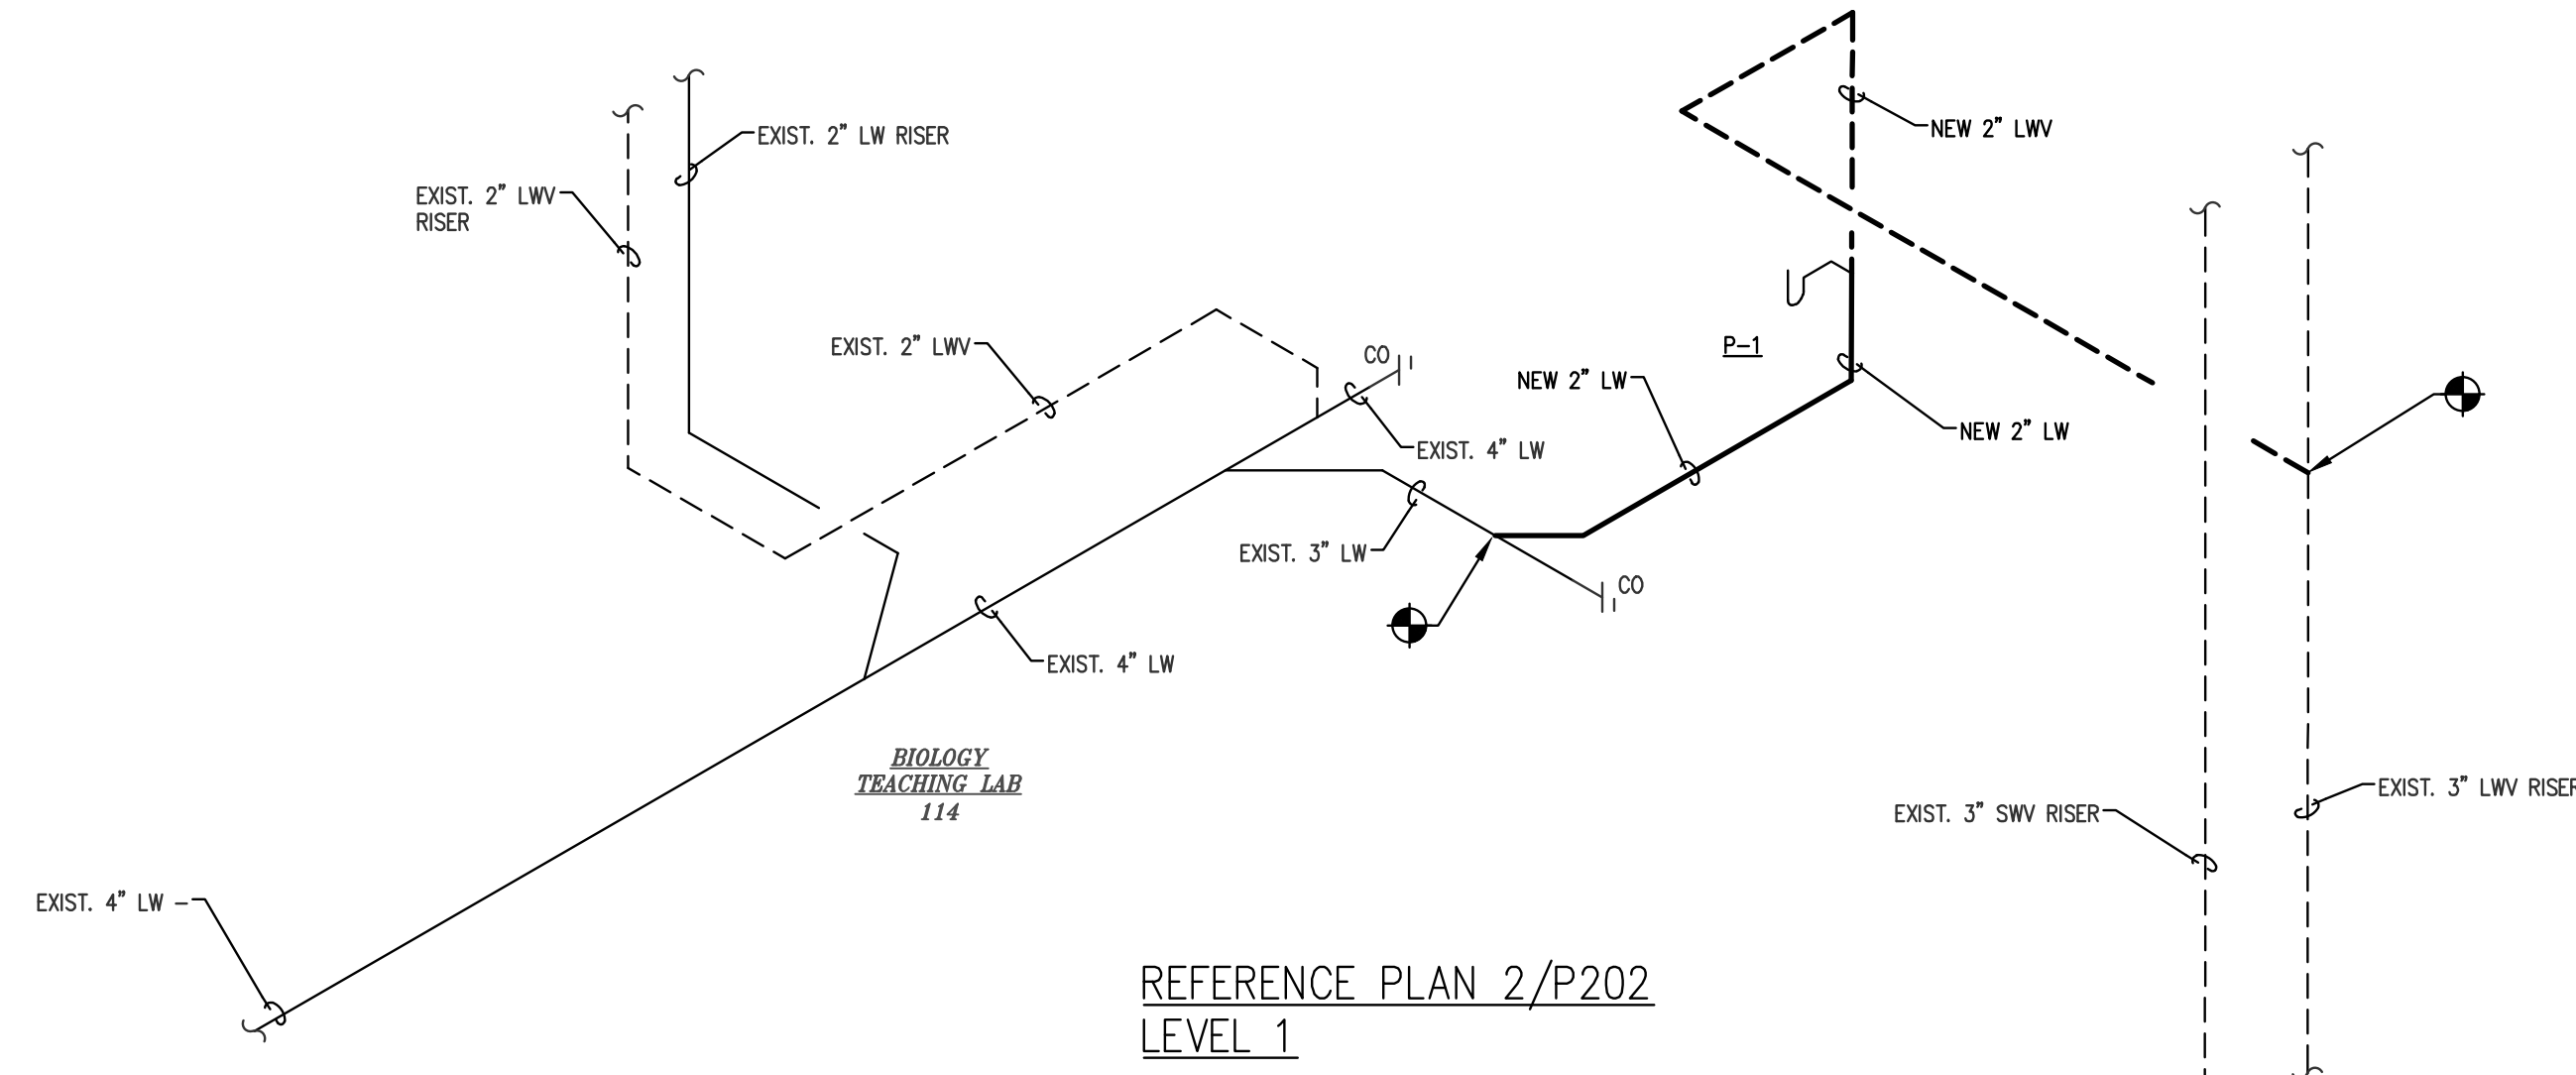 EXIST. 2" LW RISER
NEW 2" LWV
EXIST. 2" LWV
RISER
EXIST. 2" LWV
CO
P-1
NEW 2" LW
NEW 2" LW
EXIST. 4" LW
EXIST. 3" LW
CO
EXIST. 4" LW
BIOLOGY
TEACHING LAB
114
EXIST. 3" LWV RISER
EXIST. 3" SWV RISER
EXIST. 4" LW -
REFERENCE PLAN 2/P202
LEVEL 1